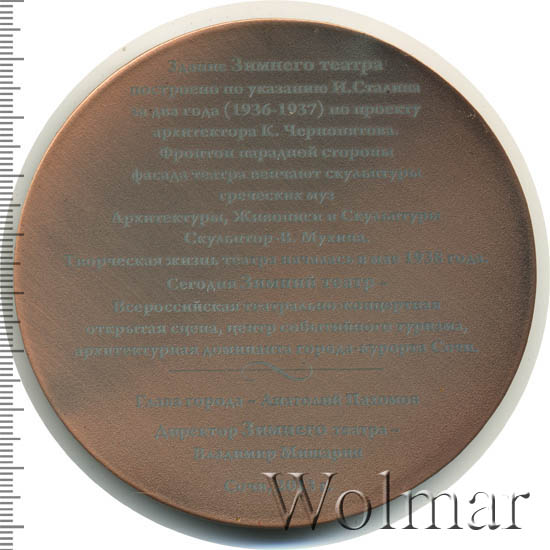 Здание Зимнего театра
построено по указанию И.Сталина
за два года (1936-1937) по проекту
архитектора К. Чернопятова.
Фронтон парадной стороны
фасада театра венчают скульптуры
греческих муз
Архитектуры, Живописи и Скульптуры.
Скульптор В. Мухина.
Творческая жизнь театра началась в мае 1938 года.
Сегодня Зимний театр -
Всероссийская театрально-концертная
открытая сцена, центр событийного туризма,
архитектурная доминанта города-курорта Сочи.
Глава города - Анатолий Пахомов
Директор Зимнего театра -
Владимир Мишарин
Сочи
Wolmar